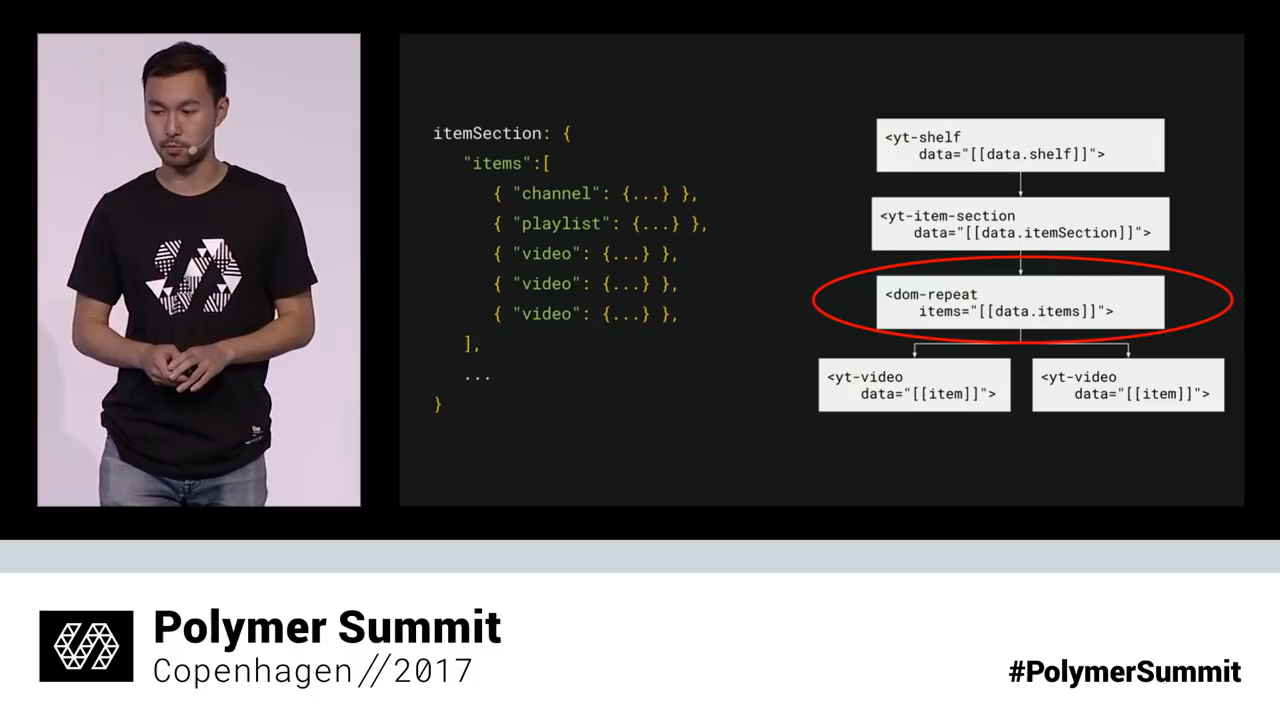 itemSection: {
"items":[
{ "channel": {...} },
{ "playlist": {...} },
{ "video": {...} },
{ "video": {...} },
{ "video": {...} },
],
...
}
<yt-shelf
data="[[data.shelf]]">
<yt-item-section
data="[[data.itemSection]]">
<dom-repeat
items="[[data.items]]">
<yt-video
data="[[item]]">
<yt-video
data="[[item]]">
Polymer Summit
Copenhagen//2017
#PolymerSummit